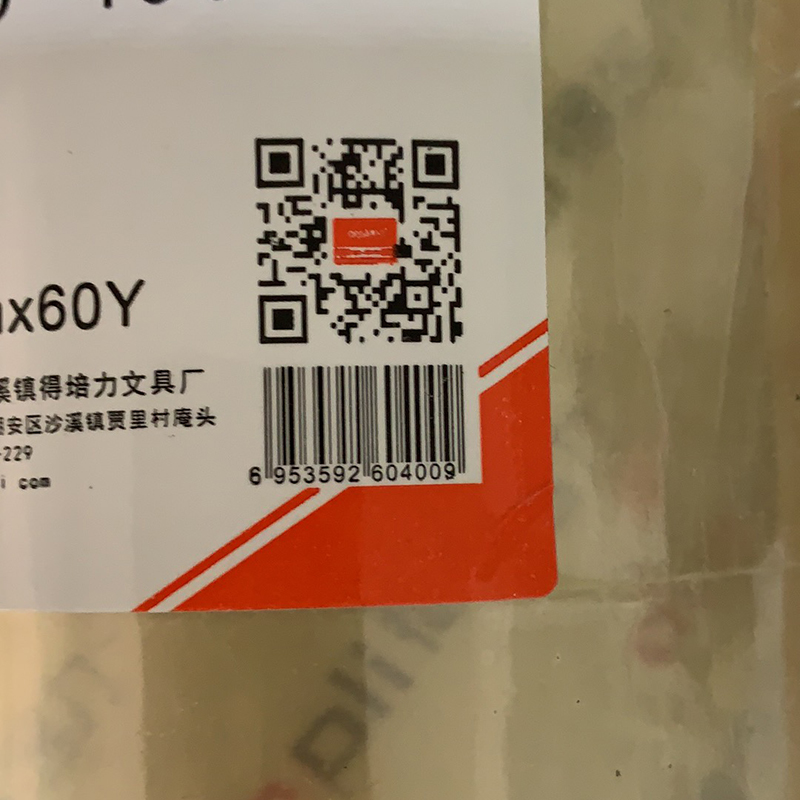 x60Y
溪镇得培力文具厂
安区沙溪镇贾里村庵头
-229
i com
6 953592 604009